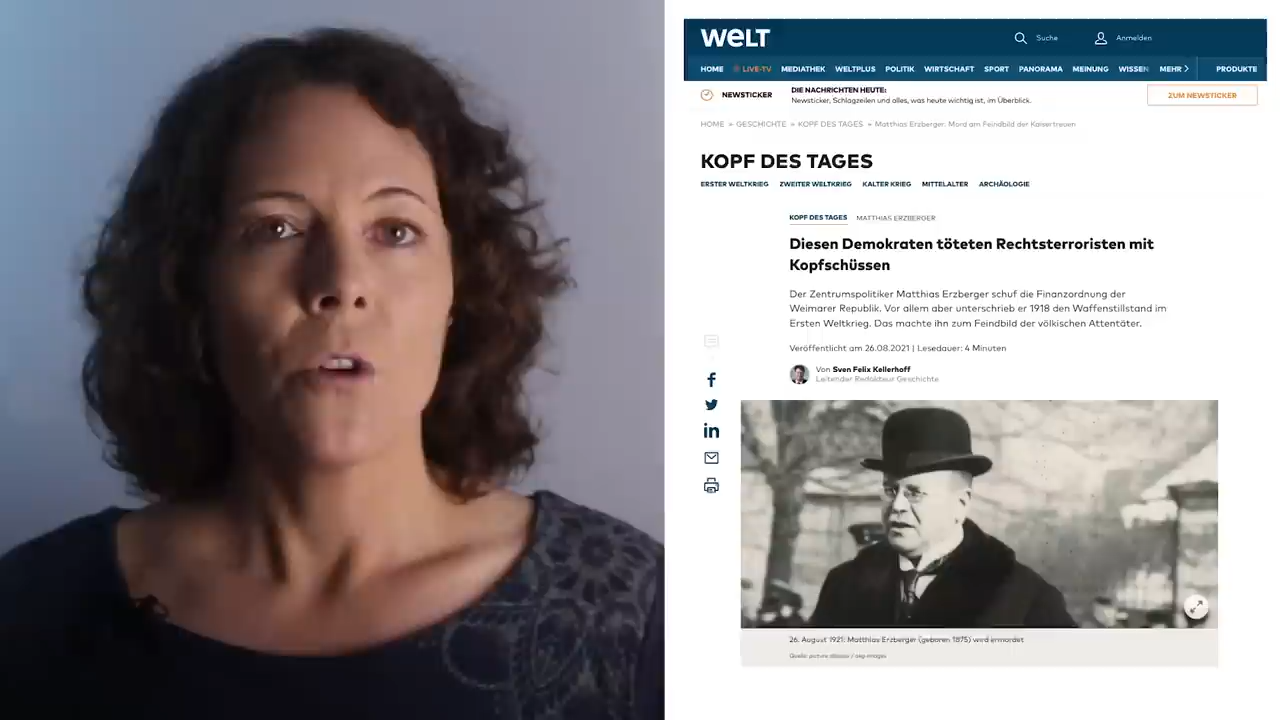 WELT
Suche
Anmelden
HOME LIVE-TV MEDIATHEK WELTPLUS POLITIK WIRTSCHAFT SPORT PANORAMA MEINUNG WISSEN MEHR PRODUKTE
NEWSTICKER
DIE NACHRICHTEN HEUTE:
Newsticker, Schlagzeilen und alles, was heute wichtig ist, im Überblick.
ZUM NEWSTICKER
HOME » GESCHICHTE » KOPF DES TAGES » Matthias Erzberger: Mord am Feindbild der Kaisertreuen
KOPF DES TAGES
ERSTER WELTKRIEG ZWEITER WELTKRIEG KALTER KRIEG MITTELALTER ARCHÄOLOGIE
KOPF DES TAGES MATTHIAS ERZBERGER
Diesen Demokraten töteten Rechtsterroristen mit
Kopfschüssen
Der Zentrumspolitiker Matthias Erzberger schuf die Finanzordnung der
Weimarer Republik. Vor allem aber unterschrieb er 1918 den Waffenstillstand im
Ersten Weltkrieg. Das machte ihn zum Feindbild der völkischen Attentäter.
Veröffentlicht am 26.08.2021 | Lesedauer: 4 Minuten
Von Sven Felix Kellerhoff
Leitender Redakteur Geschichte
26. August 1921: Matthias Erzberger (geboren 1875) wird ermordet
Quelle: picture alliance / akg-images